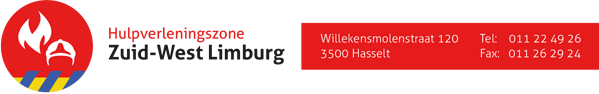 Hulpverleningszone
Zuid-West Limburg
Willekensmolenstraat 120 Tel: 011 22 49 26
3500 Hasselt Fax: 011 26 29 24